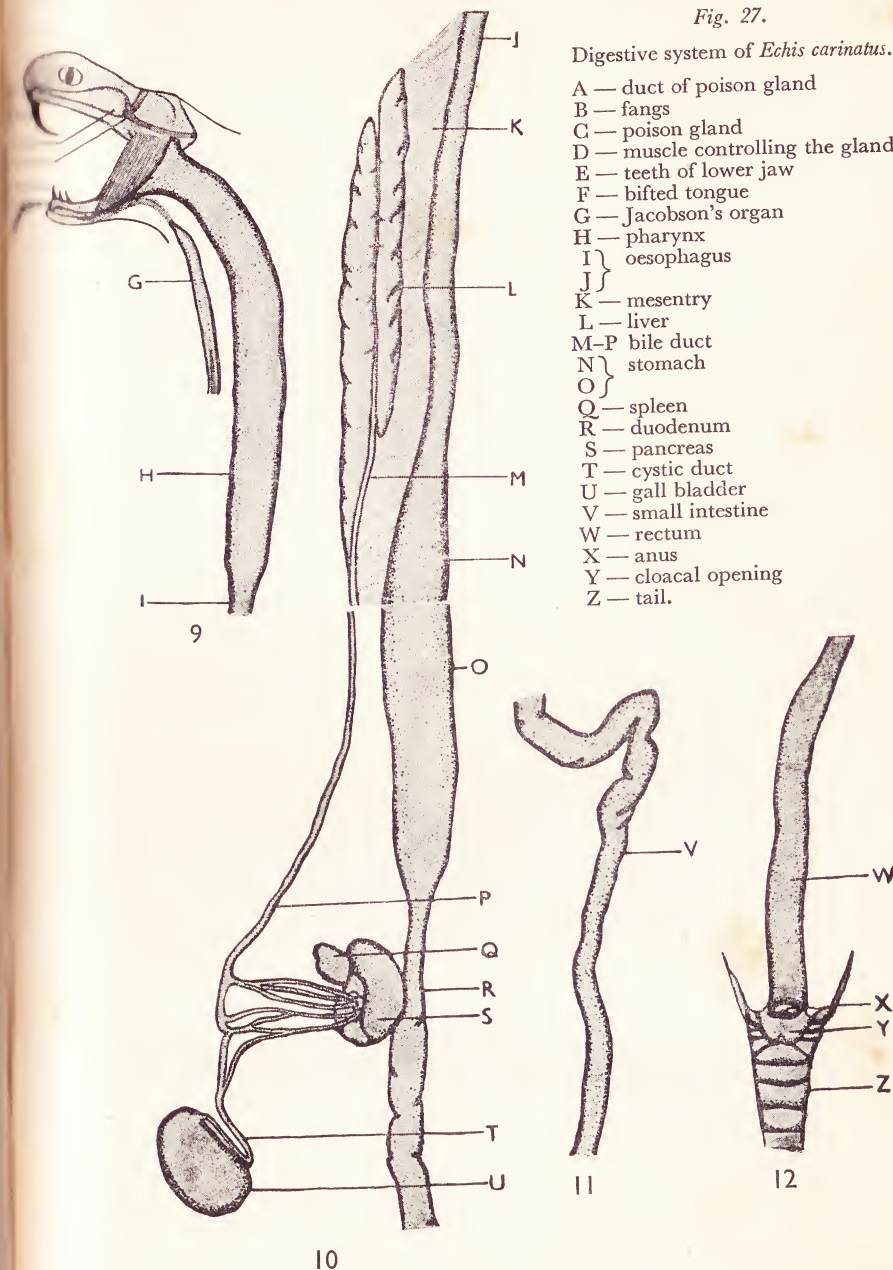 Fig. 27.
Digestive system of Echis carinatus.
A — duct of poison gland
B — fangs
C — poison gland
D — muscle controlling the gland
E — teeth of lower jaw
F — bifted tongue
G — Jacobson's organ
H — pharynx
I } oesophagus
J }
K — mesentry
L — liver
M–P bile duct
N } stomach
O }
Q — spleen
R — duodenum
S — pancreas
T — cystic duct
U — gall bladder
V — small intestine
W — rectum
X — anus
Y — cloacal opening
Z — tail.
G
H
I
9
J
K
L
M
N
O
P
Q
R
S
T
U
10
V
11
W
X
Y
Z
12